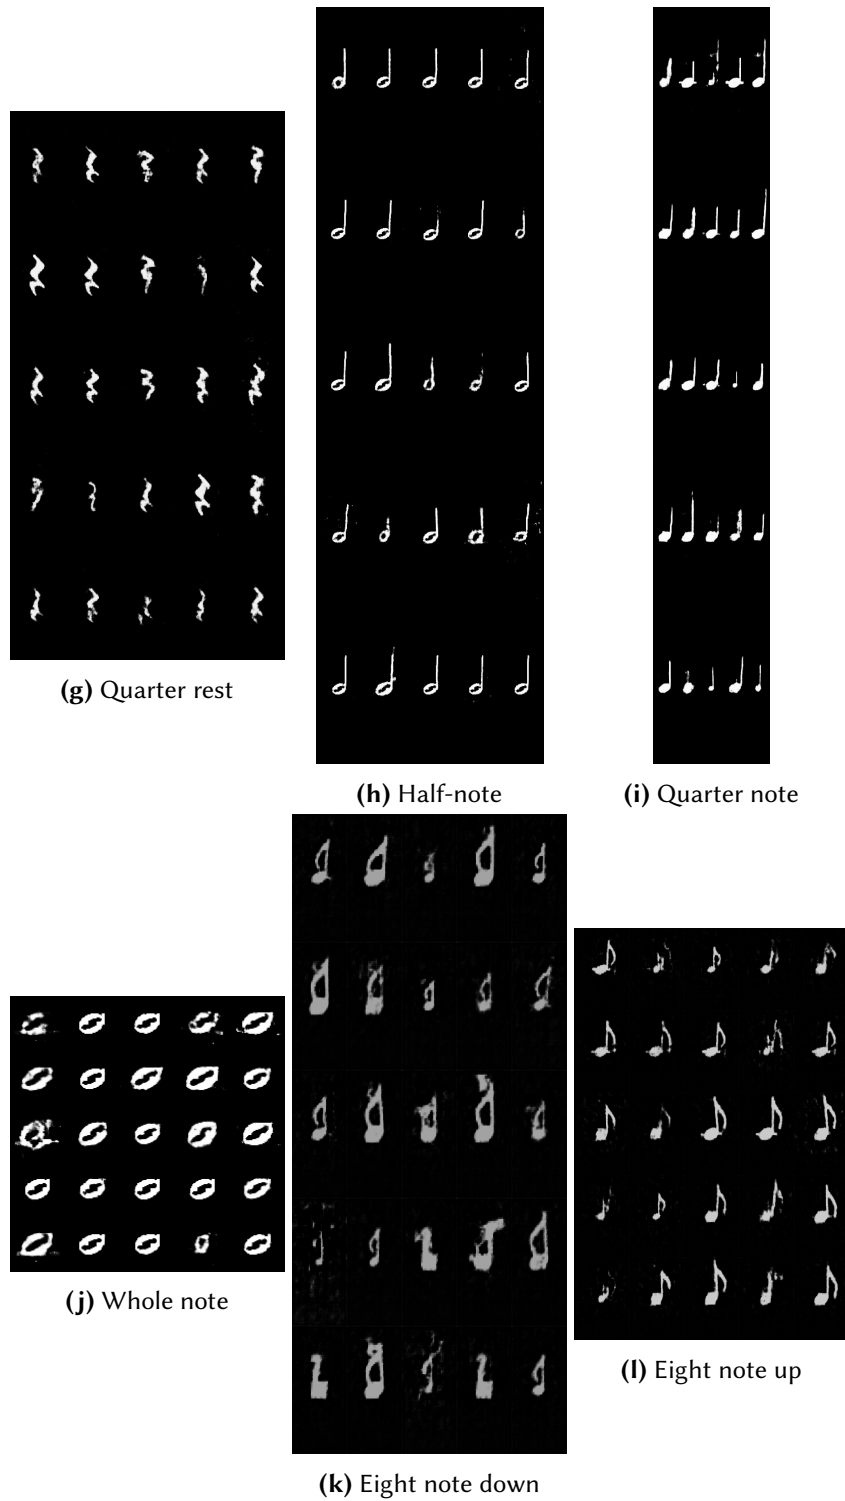 (g) Quarter rest
(h) Half-note
(i) Quarter note
(j) Whole note
(k) Eight note down
(l) Eight note up